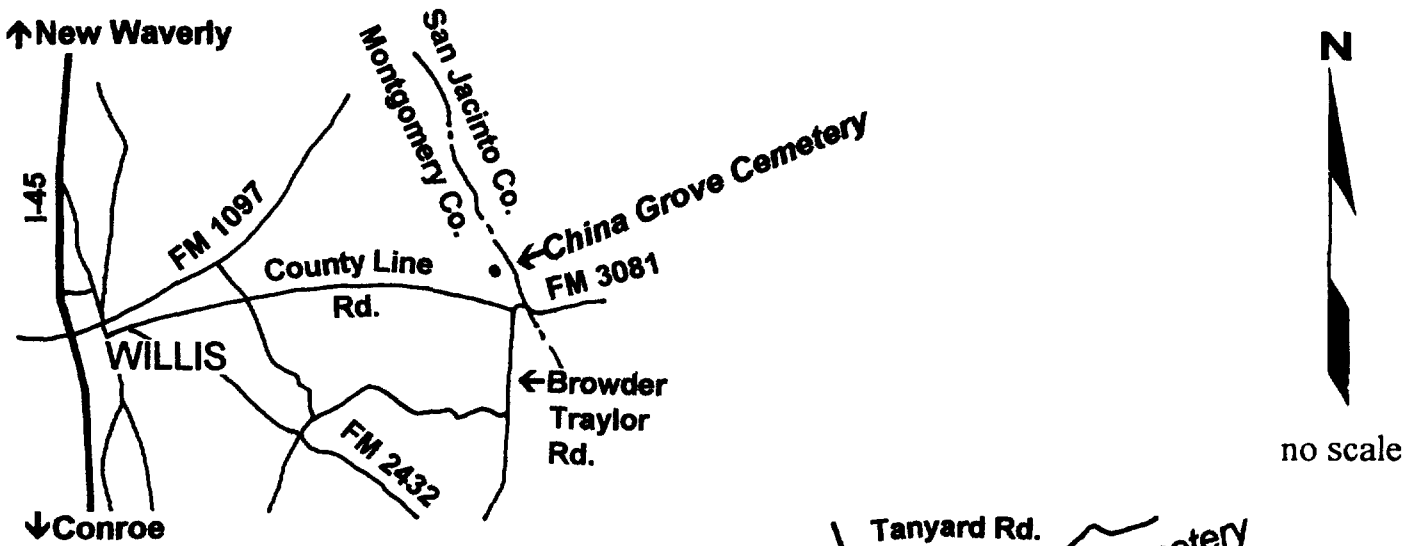 ↑New Waverly
San Jacinto Co.
Montgomery Co.
N
I-45
FM 1097
←China Grove Cemetery
County Line
Rd.
FM 3081
WILLIS
←Browder
Traylor
Rd.
FM 2432
no scale
↓Conroe
Tanyard Rd.